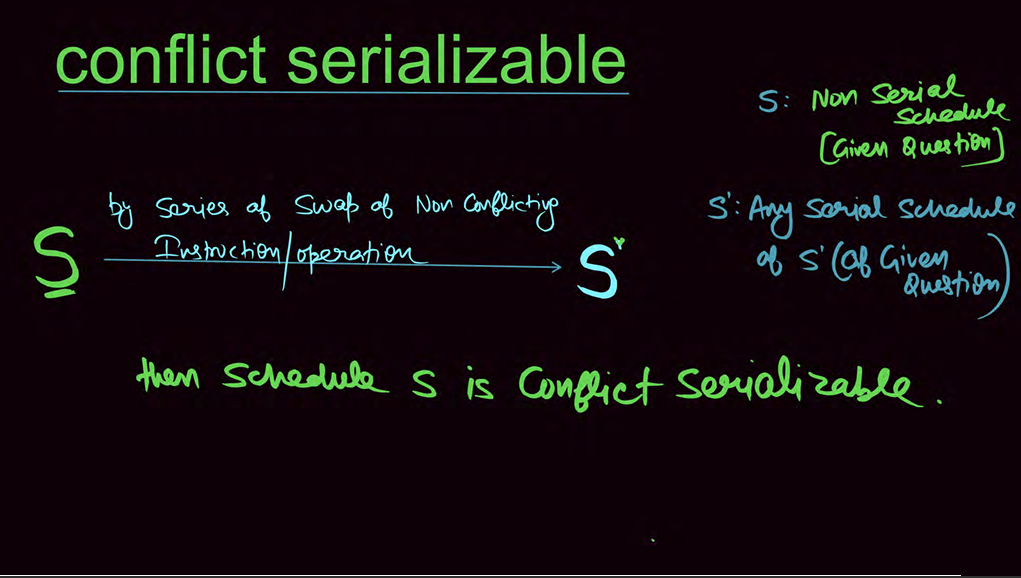 conflict serializable
S: Non Serial
Schedule
[Given Question]
by Series of Swap of Non Conflicting
Instruction/operation
S
S'
S': Any Serial Schedule
of S' (of Given
Question)
then Schedule S is Conflict Serializable.